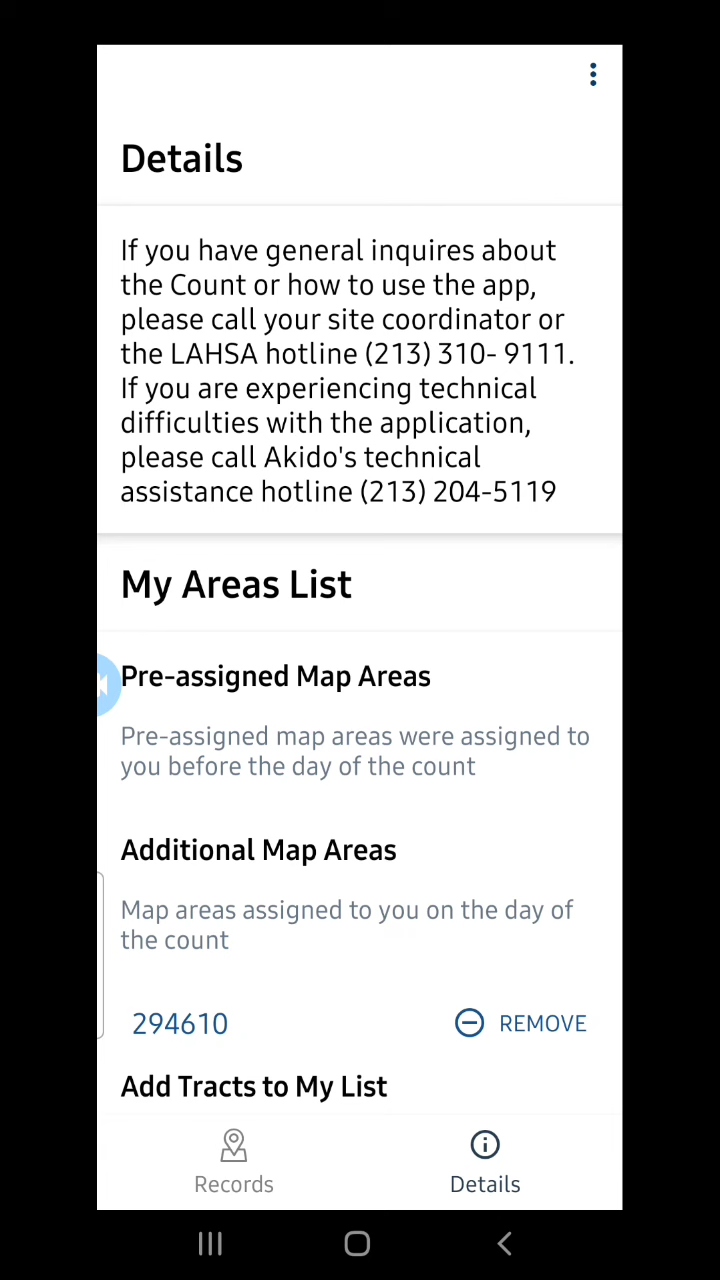 Details
If you have general inquires about
the Count or how to use the app,
please call your site coordinator or
the LAHSA hotline (213) 310- 9111.
If you are experiencing technical
difficulties with the application,
please call Akido's technical
assistance hotline (213) 204-5119
My Areas List
Pre-assigned Map Areas
Pre-assigned map areas were assigned to
you before the day of the count
Additional Map Areas
Map areas assigned to you on the day of
the count
294610 REMOVE
Add Tracts to My List
Records Details